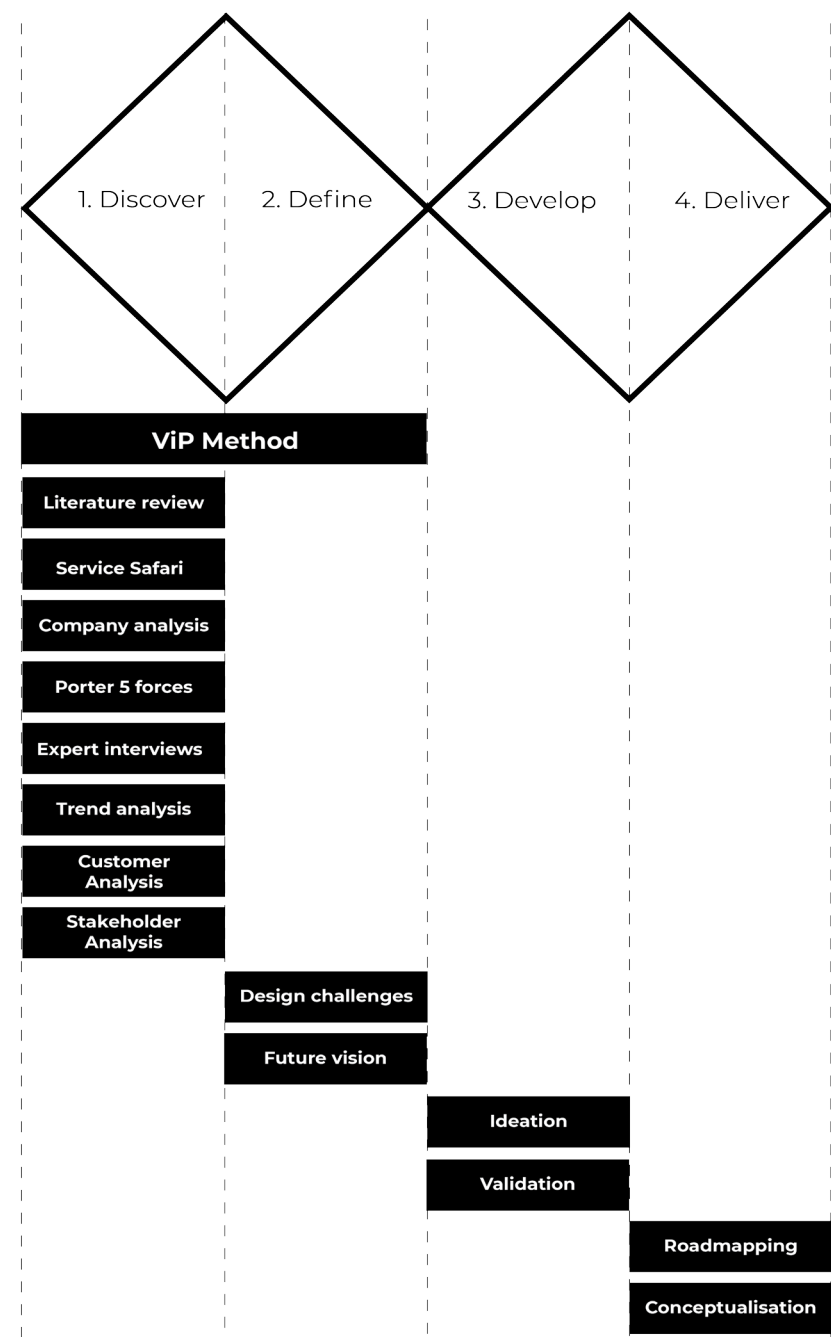 1. Discover
2. Define
3. Develop
4. Deliver
ViP Method
Literature review
Service Safari
Company analysis
Porter 5 forces
Expert interviews
Trend analysis
Customer
Analysis
Stakeholder
Analysis
Design challenges
Future vision
Ideation
Validation
Roadmapping
Conceptualisation